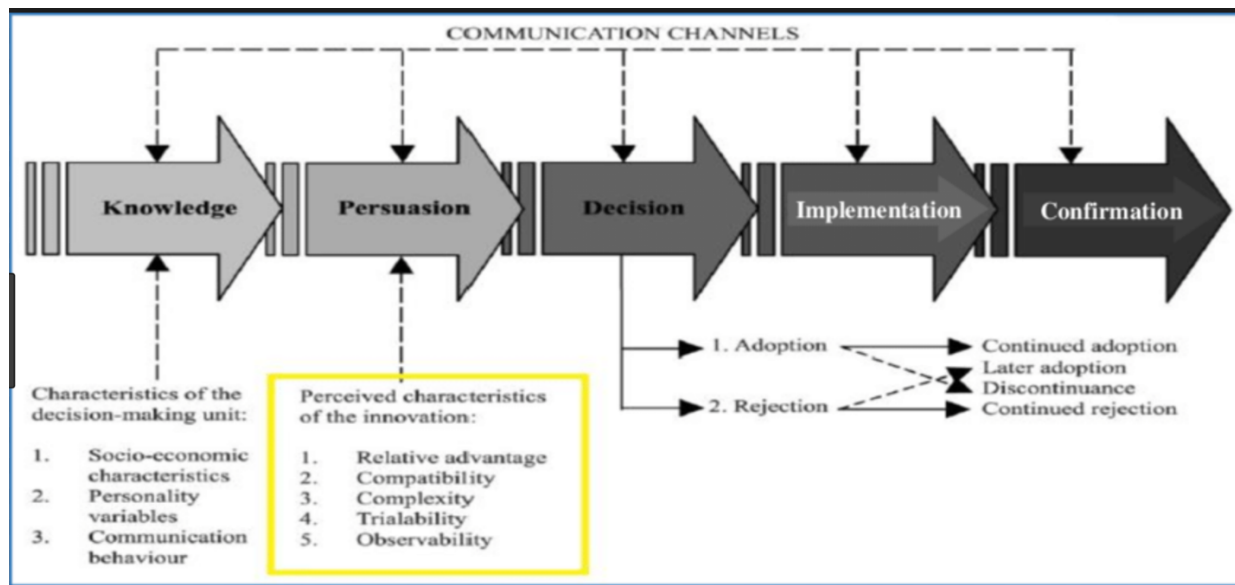 COMMUNICATION CHANNELS
Knowledge
Persuasion
Decision
Implementation
Confirmation
1. Adoption
2. Rejection
Continued adoption
Later adoption
Discontinuance
Continued rejection
Characteristics of the
decision-making unit:
1. Socio-economic
characteristics
2. Personality
variables
3. Communication
behaviour
Perceived characteristics
of the innovation:
1. Relative advantage
2. Compatibility
3. Complexity
4. Trialability
5. Observability